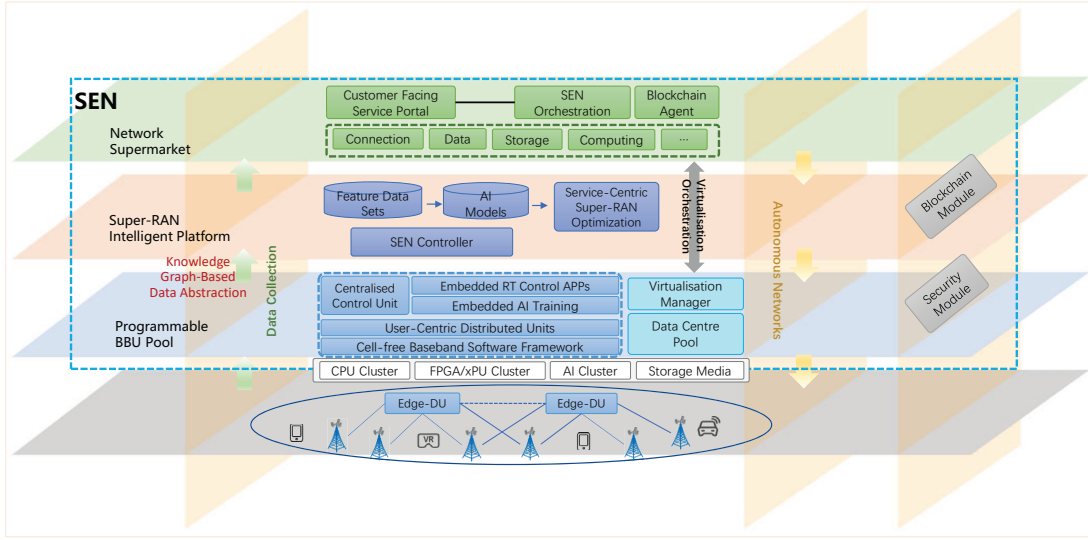 SEN
Customer Facing
Service Portal
SEN
Orchestration
Blockchain
Agent
Network
Supermarket
Connection
Data
Storage
Computing
...
Virtualisation
Orchestration
Feature Data
Sets
AI
Models
Service-Centric
Super-RAN
Optimization
Super-RAN
Intelligent Platform
SEN Controller
Blockchain
Module
Knowledge
Graph-Based
Data Abstraction
Data Collection
Autonomous Networks
Centralised
Control Unit
Embedded RT Control APPs
Embedded AI Training
Virtualisation
Manager
Security
Module
Programmable
BBU Pool
User-Centric Distributed Units
Cell-free Baseband Software Framework
Data Centre
Pool
CPU Cluster
FPGA/xPU Cluster
AI Cluster
Storage Media
Edge-DU
Edge-DU
VR